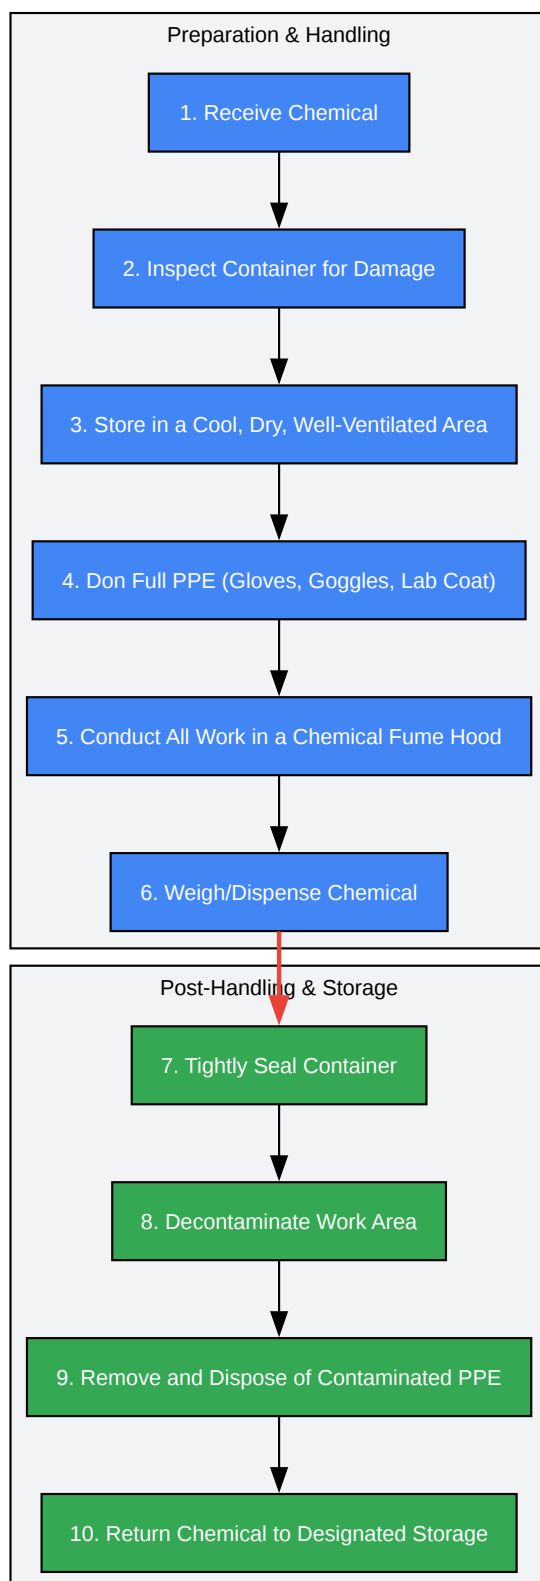 Preparation & Handling
1. Receive Chemical
2. Inspect Container for Damage
3. Store in a Cool, Dry, Well-Ventilated Area
4. Don Full PPE (Gloves, Goggles, Lab Coat)
5. Conduct All Work in a Chemical Fume Hood
6. Weigh/Dispense Chemical
Post-Handling & Storage
7. Tightly Seal Container
8. Decontaminate Work Area
9. Remove and Dispose of Contaminated PPE
10. Return Chemical to Designated Storage